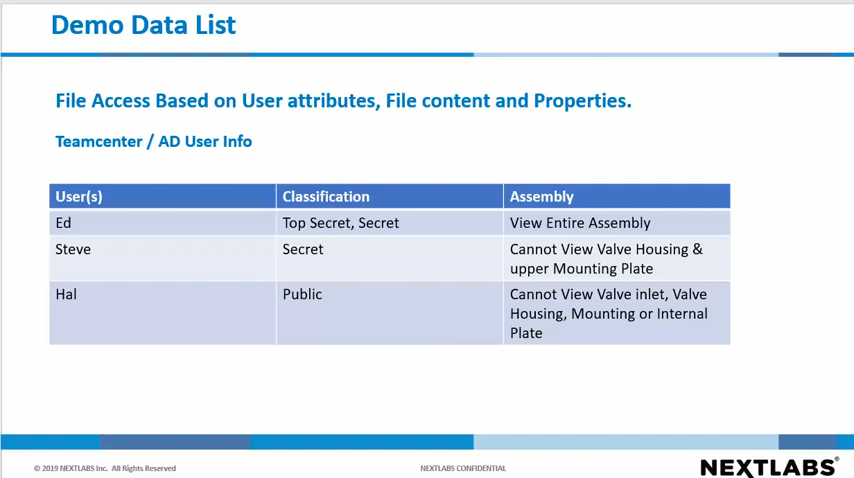 Demo Data List
File Access Based on User attributes, File content and Properties.
Teamcenter / AD User Info
User(s) Classification Assembly
Ed Top Secret, Secret View Entire Assembly
Steve Secret Cannot View Valve Housing &
upper Mounting Plate
Hal Public Cannot View Valve inlet, Valve
Housing, Mounting or Internal
Plate
© 2019 NEXTLABS Inc. All Rights Reserved NEXTLABS CONFIDENTIAL NEXTLABS®